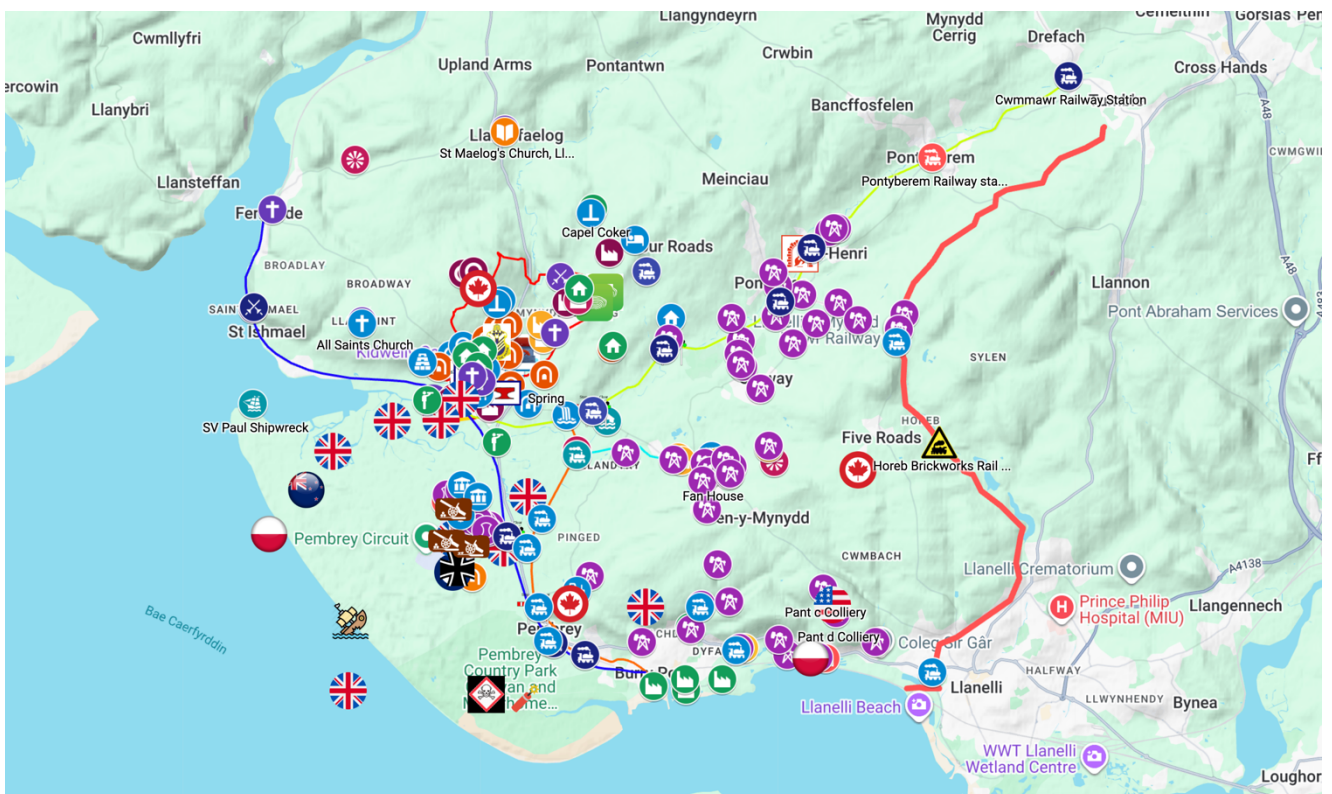 Llangyndeyrn
Cwmllyfri
Mynydd
Cerrig
Drefach
Gorslas
Crwbin
Upland Arms
Pontantwn
Cross Hands
Llanybri
Cwmmawr Railway Station
Bancffosfelen
A48
St Maelog's Church, Ll...
Pontyberem Railway sta...
Llansteffan
Meinciau
Capel Coker
BROADLAY
Llannon
BROADWAY
Pont Abraham Services
St Ishmael
All Saints Church
SYLEN
Spring
SV Paul Shipwreck
Five Roads
Horeb Brickworks Rail ...
Fan House
Pembrey Circuit
PINGED
CWMBACH
Llanelli Crematorium
A4138
Llangennech
Prince Philip
Hospital (MIU)
Bae Caerfyrddin
Pant c Colliery
Pant d Colliery
Coleg Sir Gâr
Pembrey
Country Park
HALFWAY
Llanelli
LLWYNHENDY
Bynea
Llanelli Beach
WWT Llanelli
Wetland Centre
A48
Loughor